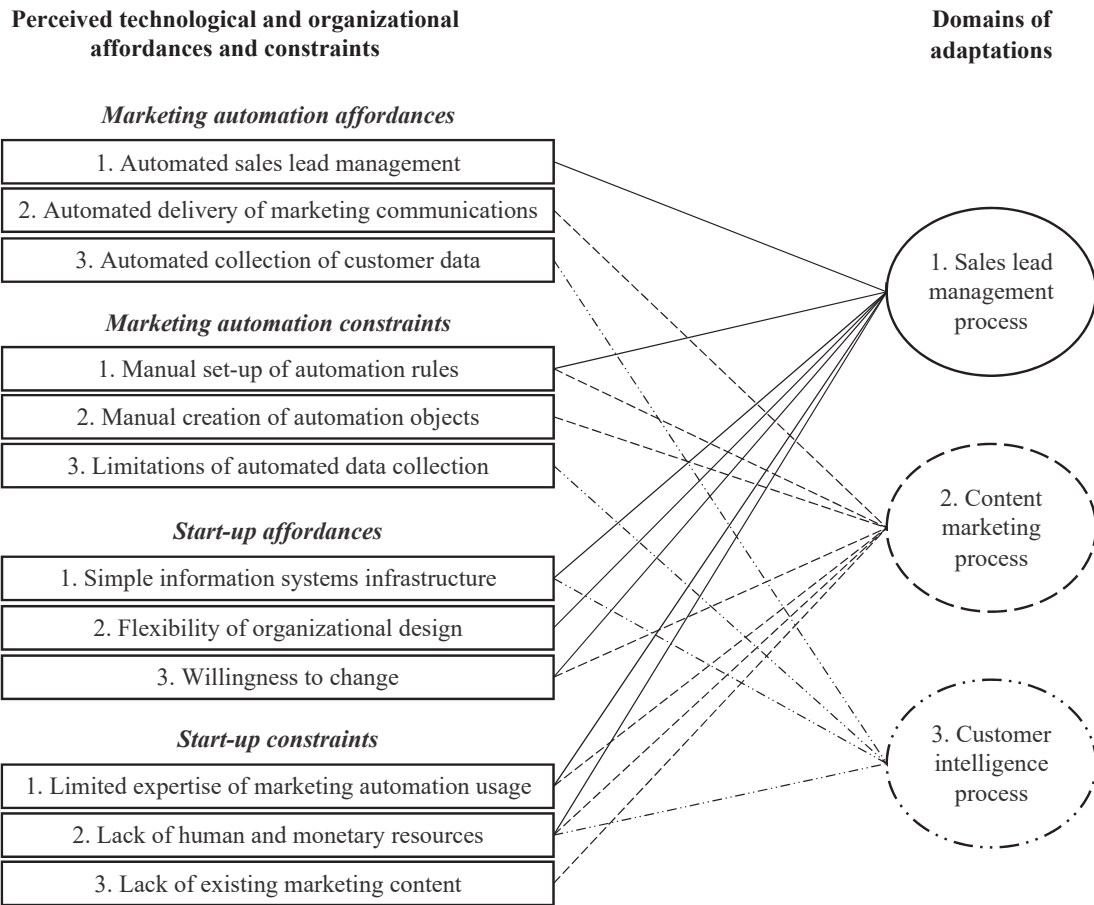 Perceived technological and organizational
affordances and constraints
Domains of
adaptations
Marketing automation affordances
1. Automated sales lead management
2. Automated delivery of marketing communications
3. Automated collection of customer data
Marketing automation constraints
1. Manual set-up of automation rules
2. Manual creation of automation objects
3. Limitations of automated data collection
Start-up affordances
1. Simple information systems infrastructure
2. Flexibility of organizational design
3. Willingness to change
Start-up constraints
1. Limited expertise of marketing automation usage
2. Lack of human and monetary resources
3. Lack of existing marketing content
1. Sales lead
management
process
2. Content
marketing
process
3. Customer
intelligence
process